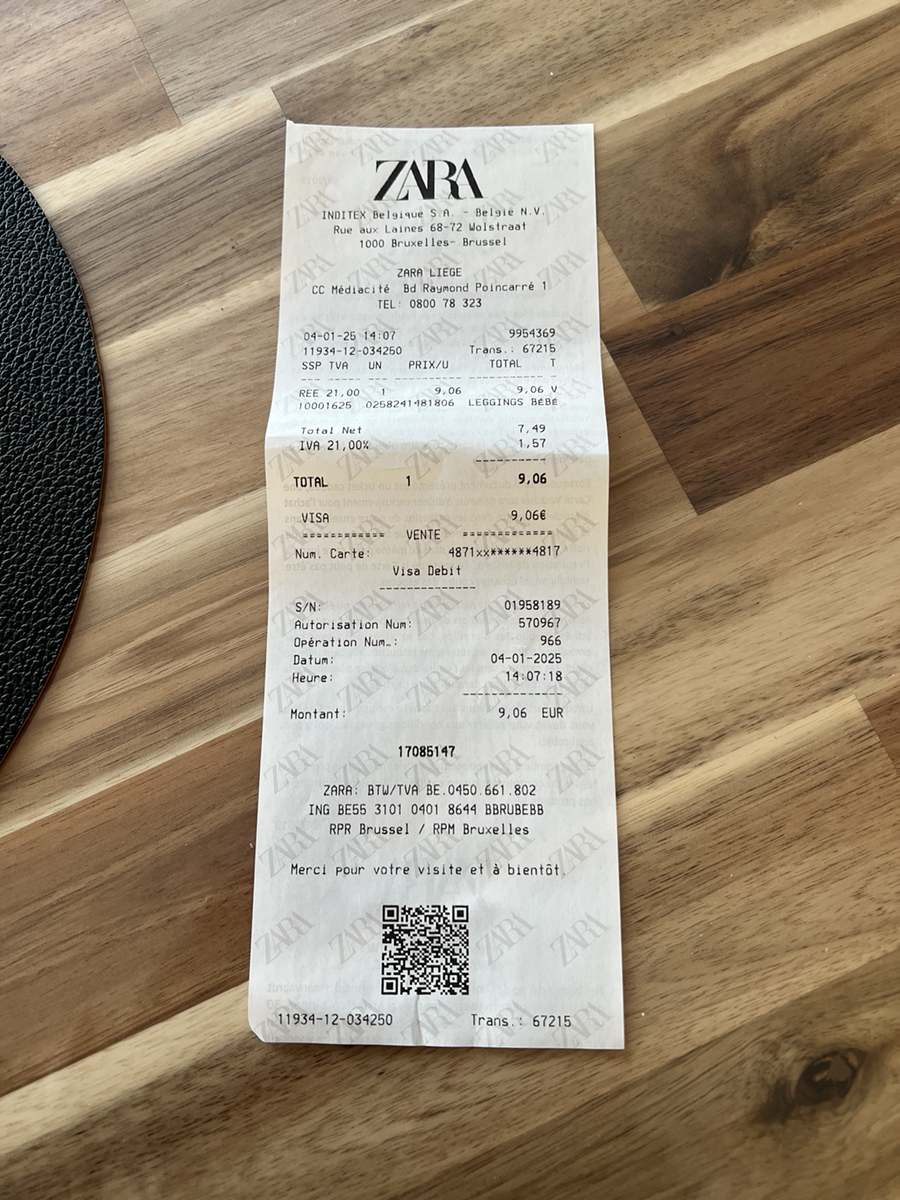 ZARA
INDITEX Belgique S.A. - België N.V.
Rue aux Laines 68-72 Wolstraat
1000 Bruxelles- Brussel
ZARA LIEGE
CC Médiacité Bd Raymond Poincarré 1
TEL: 0800 78 323
04-01-25 14:07 9954369
11934-12-034250 Trans.: 67215
SSP TVA UN PRIX/U TOTAL T
REE 21,00 1 9,06 9,06 V
10001625 0258241481806 LEGGINGS BÉBÉ
Total Net 7,49
IVA 21,00% 1,57
TOTAL 1 9,06
VISA 9,06€
============ VENTE =============
Num. Carte: 4871xx******4817
Visa Debit
S/N: 01958189
Autorisation Num: 570967
Opération Num.: 966
Datum: 04-01-2025
Heure: 14:07:18
Montant: 9,06 EUR
17085147
ZARA: BTW/TVA BE.0450.661.802
ING BE55 3101 0401 8644 BBRUBEBB
RPR Brussel / RPM Bruxelles
Merci pour votre visite et à bientôt.
11934-12-034250 Trans.: 67215